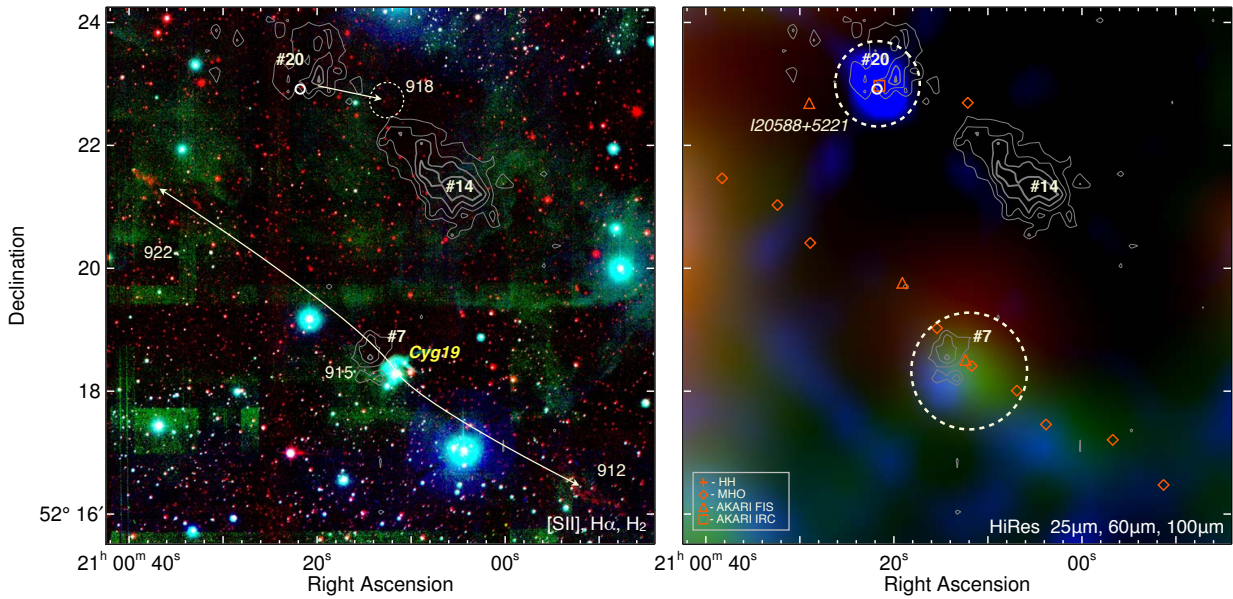 24
22
20
18
52° 16′
Declination
#20
918
#14
922
#7
Cyg19
915
912
[SII], Hα, H₂
21ʰ 00ᵐ 40ˢ
20ˢ
00ˢ
Right Ascension
#20
I20588+5221
#14
#7
+ - HH
◇ - MHO
△ - AKARI FIS
□ - AKARI IRC
HiRes 25μm, 60μm, 100μm
21ʰ 00ᵐ 40ˢ
20ˢ
00ˢ
Right Ascension